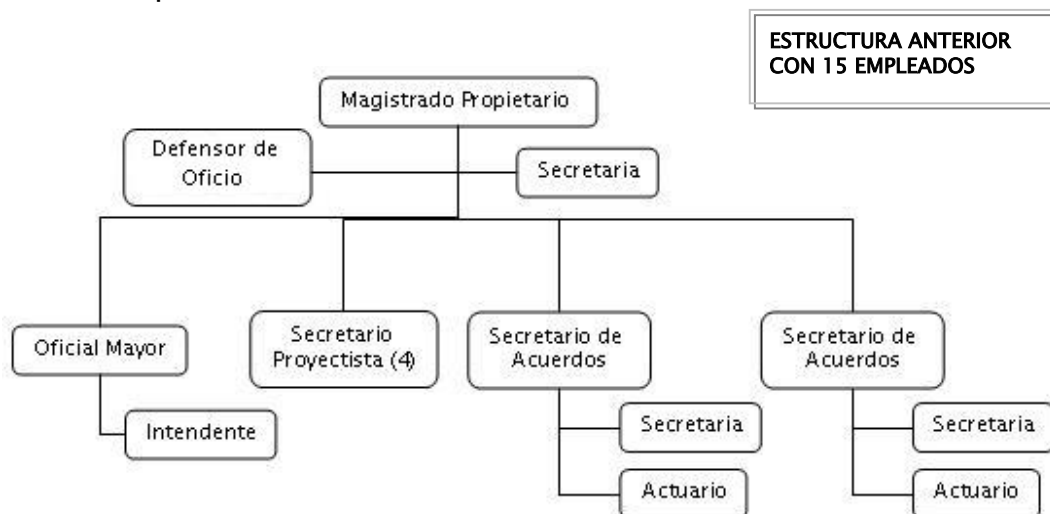 ESTRUCTURA ANTERIOR
CON 15 EMPLEADOS
Magistrado Propietario
Defensor de
Oficio
Secretaria
Oficial Mayor
Secretario
Proyectista (4)
Secretario de
Acuerdos
Secretario de
Acuerdos
Intendente
Secretaria
Secretaria
Actuario
Actuario